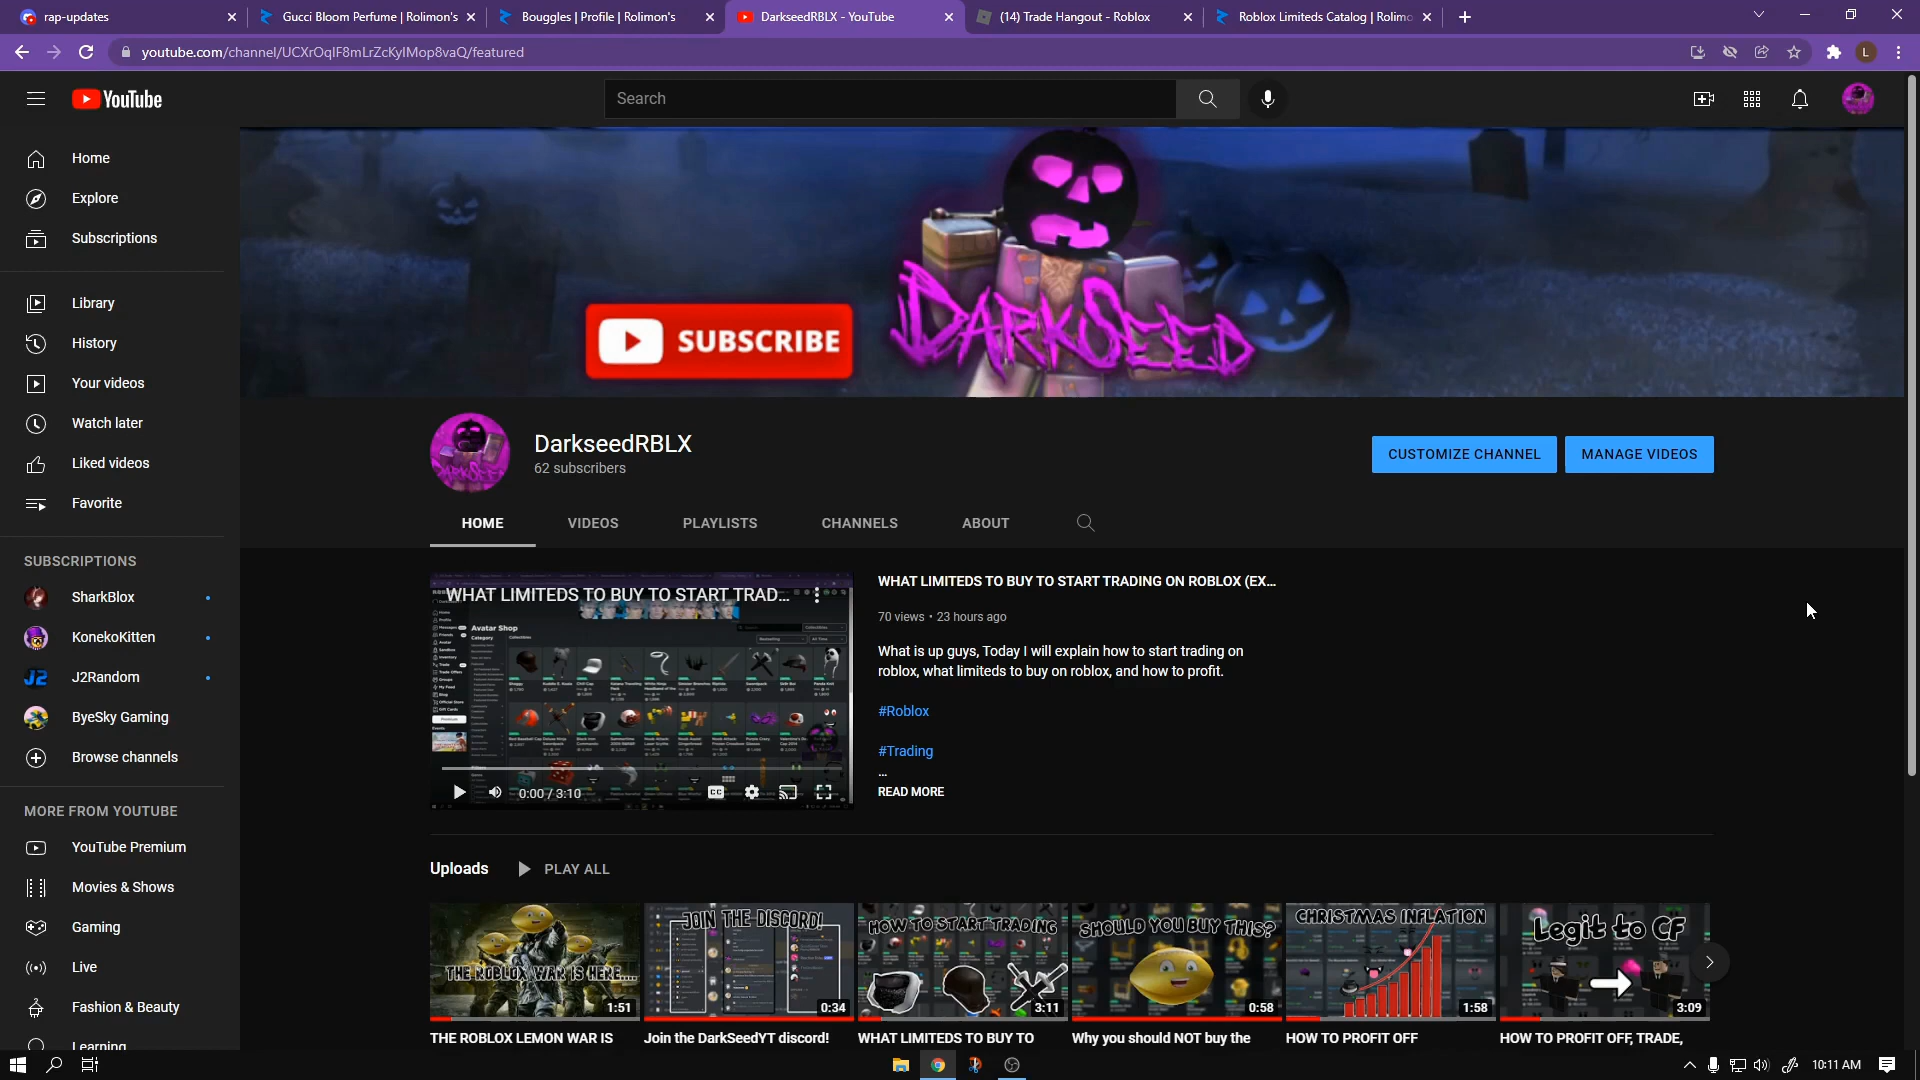 rap-updates
Gucci Bloom Perfume | Rolimon's
Bouggles | Profile | Rolimon's
DarkseedRBLX - YouTube
(14) Trade Hangout - Roblox
Roblox Limiteds Catalog | Rolimo
youtube.com/channel/UCXrOqIF8mLrZcKyIMop8vaQ/featured
L
YouTube
Search
Home
Explore
Subscriptions
Library
History
Your videos
Watch later
Liked videos
Favorite
SUBSCRIPTIONS
SharkBlox
KonekoKitten
J2Random
ByeSky Gaming
Browse channels
MORE FROM YOUTUBE
YouTube Premium
Movies & Shows
Gaming
Live
Fashion & Beauty
Learning
SUBSCRIBE
DARKSEED
DarkseedRBLX
62 subscribers
CUSTOMIZE CHANNEL
MANAGE VIDEOS
HOME
VIDEOS
PLAYLISTS
CHANNELS
ABOUT
WHAT LIMITEDS TO BUY TO START TRAD...
Avatar Shop
0:00 / 3:10
WHAT LIMITEDS TO BUY TO START TRADING ON ROBLOX (EX...
70 views • 23 hours ago
What is up guys, Today I will explain how to start trading on
roblox, what limiteds to buy on roblox, and how to profit.
#Roblox
#Trading
...
READ MORE
Uploads
PLAY ALL
THE ROBLOX WAR IS HERE....
1:51
THE ROBLOX LEMON WAR IS
JOIN THE DISCORD!
0:34
Join the DarkSeedYT discord!
HOW TO START TRADING
3:11
WHAT LIMITEDS TO BUY TO
SHOULD YOU BUY THIS?
0:58
Why you should NOT buy the
CHRISTMAS INFLATION
1:58
HOW TO PROFIT OFF
Legit to CF
3:09
HOW TO PROFIT OFF, TRADE,
10:11 AM